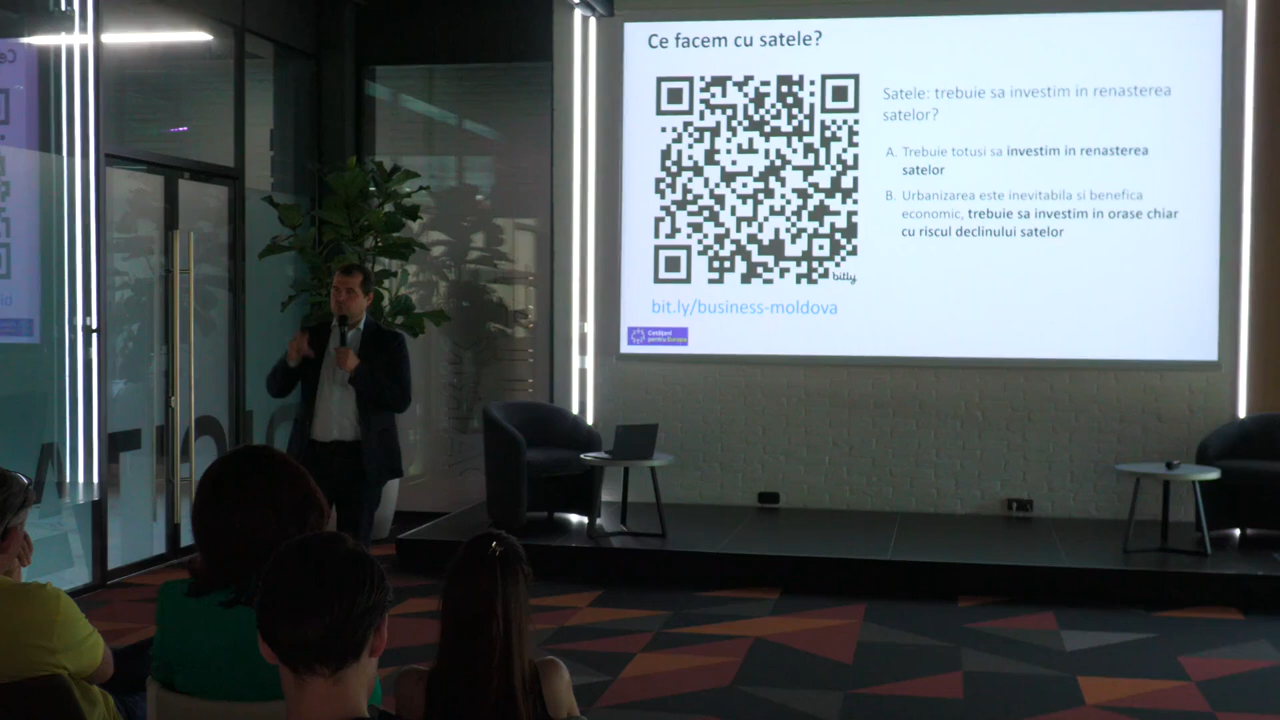 Ce facem cu satele?
Satele: trebuie sa investim in renasterea
satelor?
A. Trebuie totusi sa investim in renasterea
satelor
B. Urbanizarea este inevitabila si benefica
economic, trebuie sa investim in orase chiar
cu riscul declinului satelor
bitly
bit.ly/business-moldova
Cetățeni
pentru Europa